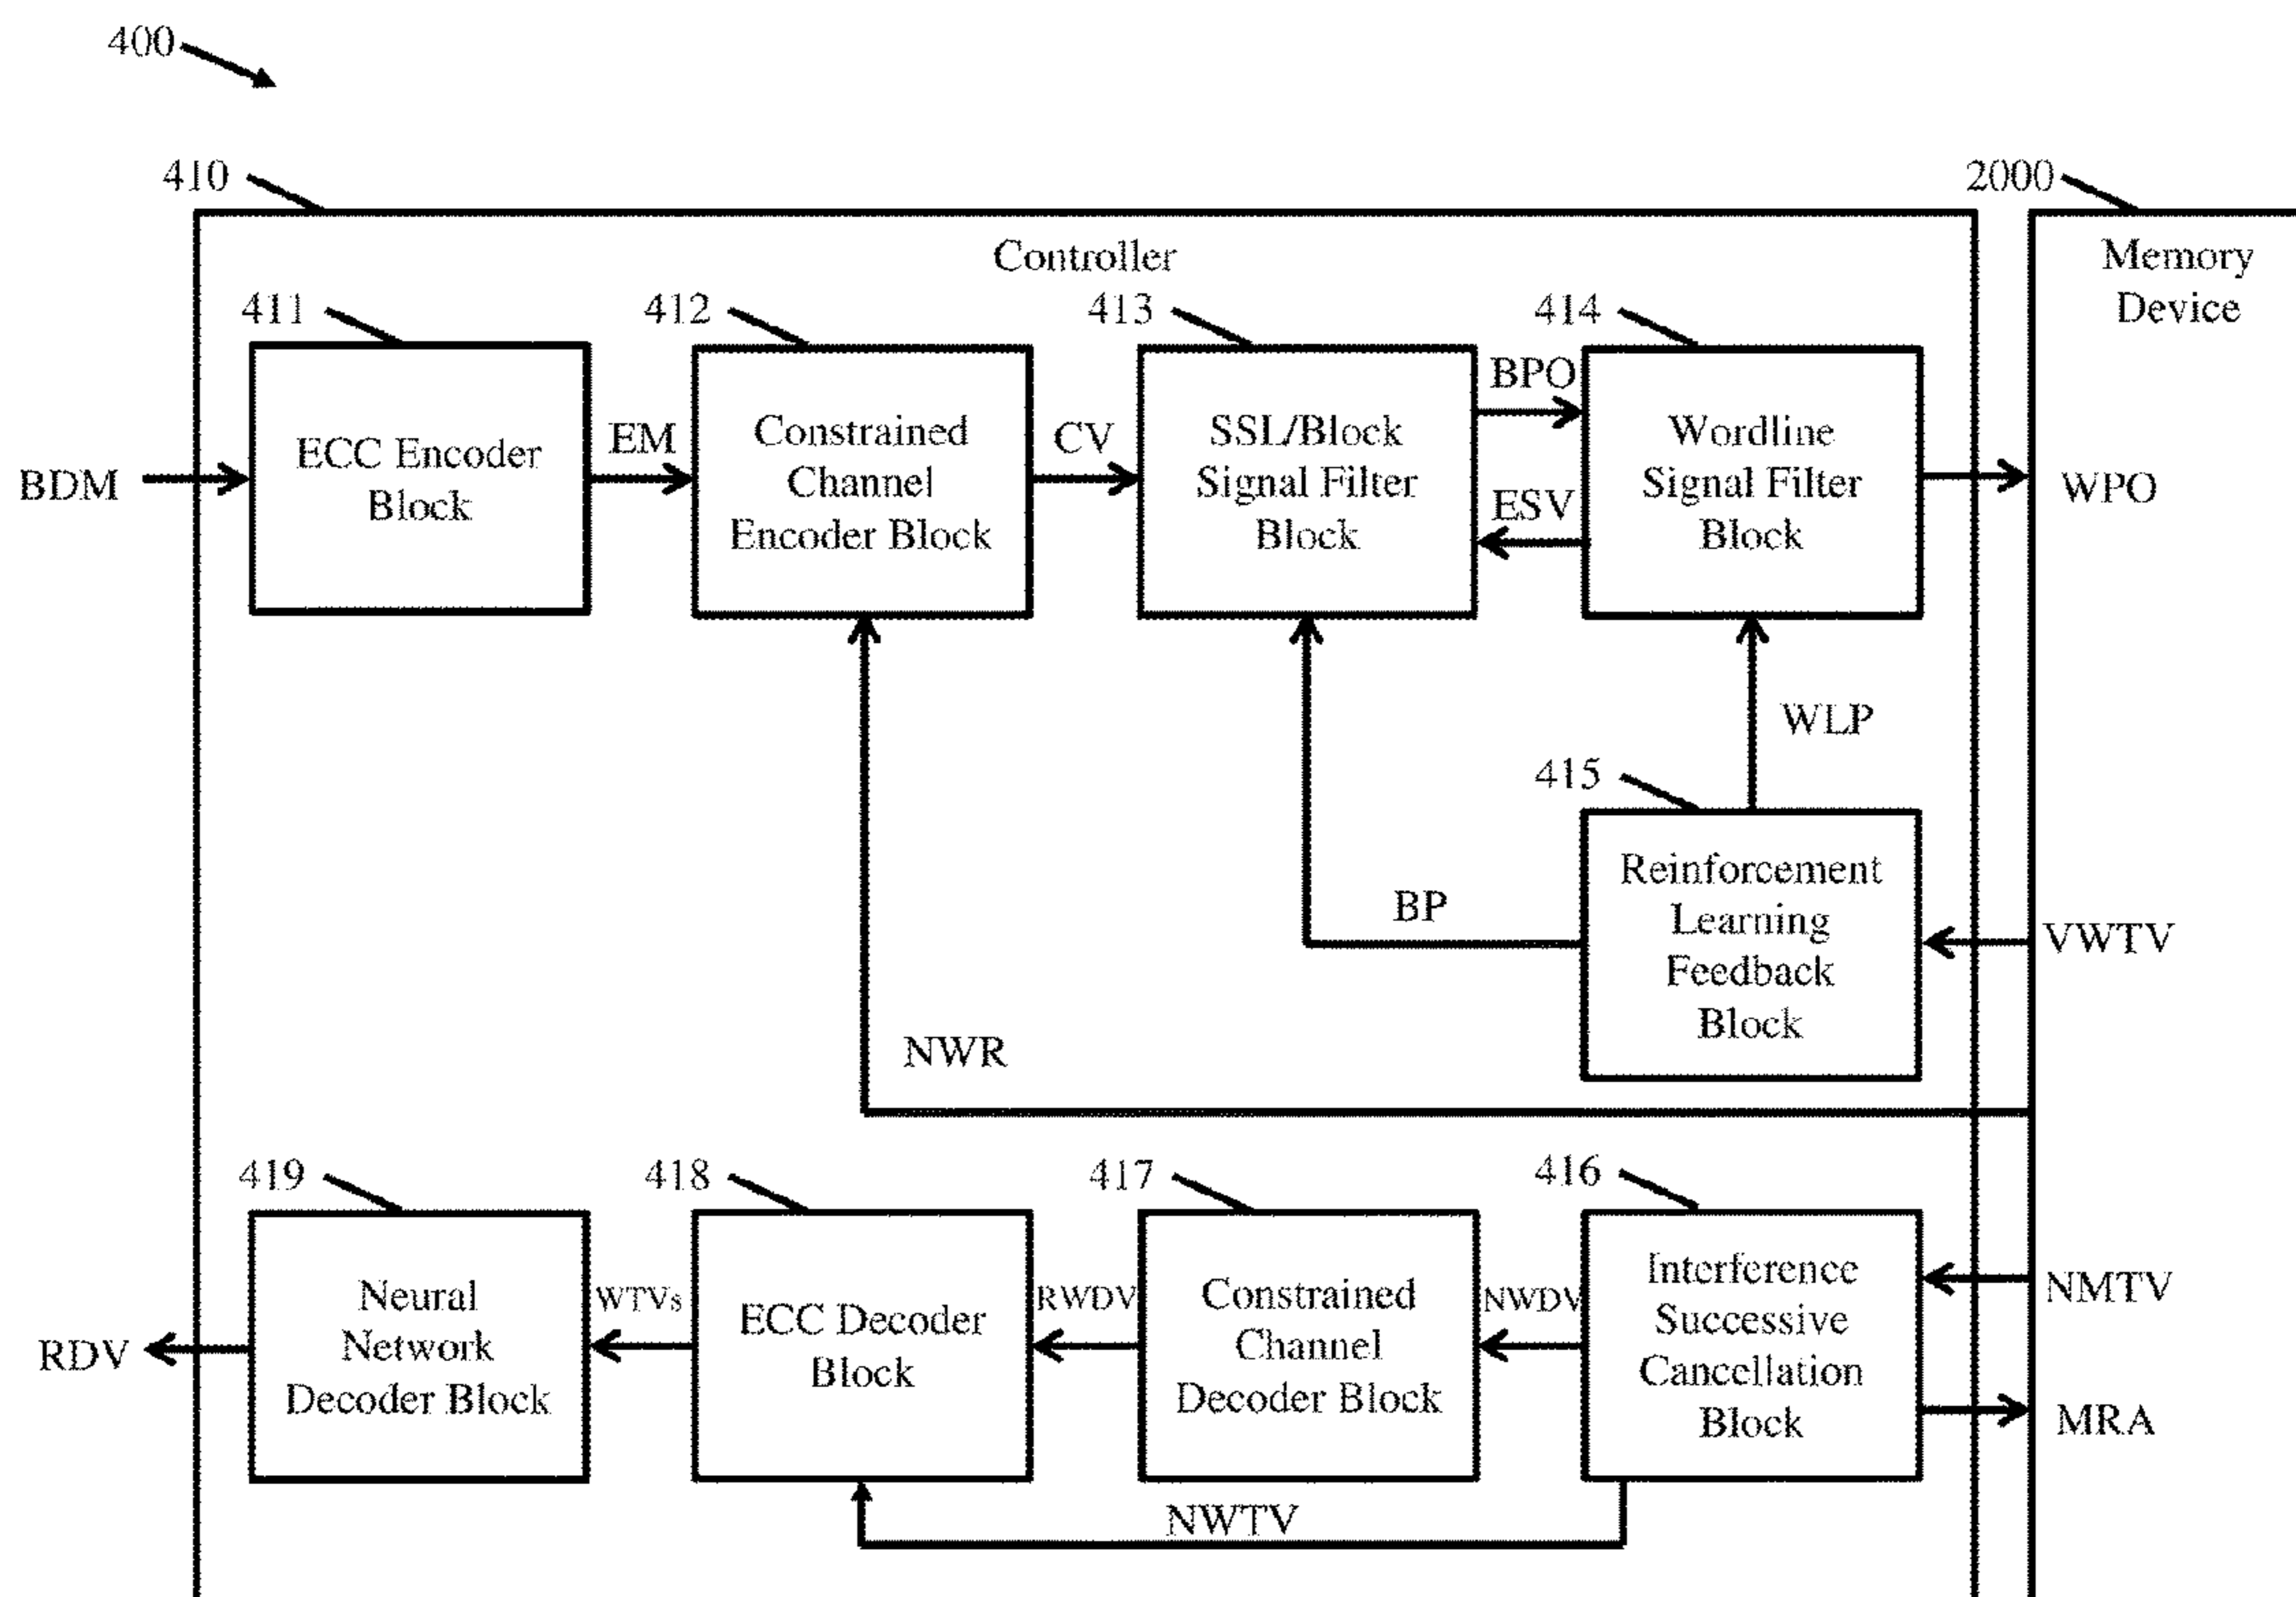 400
410
2000
Controller
Memory
Device
411
412
413
414
BDM
ECC Encoder
Block
EM
Constrained
Channel
Encoder Block
CV
SSL/Block
Signal Filter
Block
BPO
ESV
Wordline
Signal Filter
Block
WPO
WLP
415
Reinforcement
Learning
Feedback
Block
BP
VWTV
NWR
419
418
417
416
RDV
Neural
Network
Decoder Block
WTVs
ECC Decoder
Block
RWDV
Constrained
Channel
Decoder Block
NWDV
Interference
Successive
Cancellation
Block
NMTV
MRA
NWTV